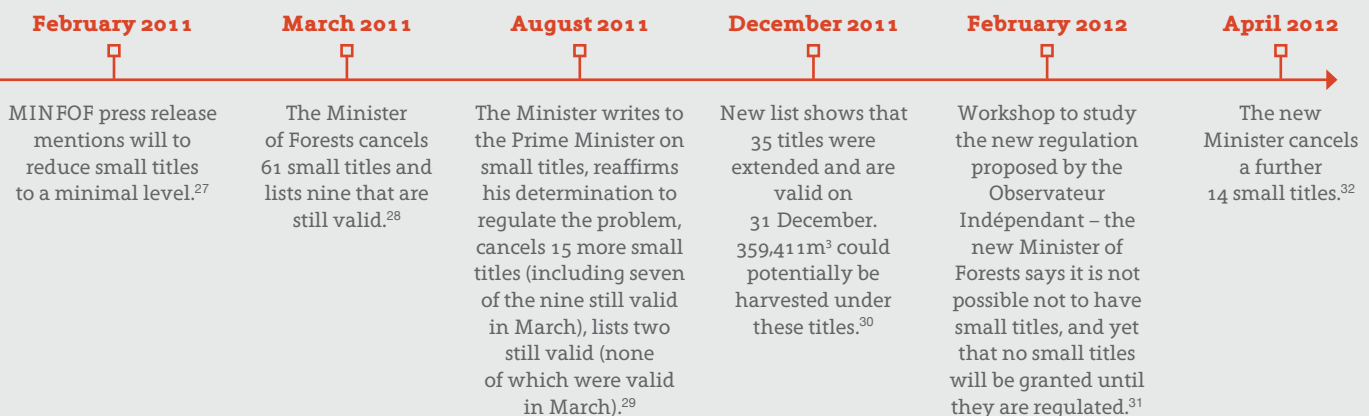 February 2011
MINFOF press release
mentions will to
reduce small titles
to a minimal level.27
March 2011
The Minister
of Forests cancels
61 small titles and
lists nine that are
still valid.28
August 2011
The Minister writes to
the Prime Minister on
small titles, reaffirms
his determination to
regulate the problem,
cancels 15 more small
titles (including seven
of the nine still valid
in March), lists two
still valid (none
of which were valid
in March).29
December 2011
New list shows that
35 titles were
extended and are
valid on
31 December.
359,411m³ could
potentially be
harvested under
these titles.30
February 2012
Workshop to study
the new regulation
proposed by the
Observateur
Indépendant – the
new Minister of
Forests says it is not
possible not to have
small titles, and yet
that no small titles
will be granted until
they are regulated.31
April 2012
The new
Minister cancels
a further
14 small titles.32